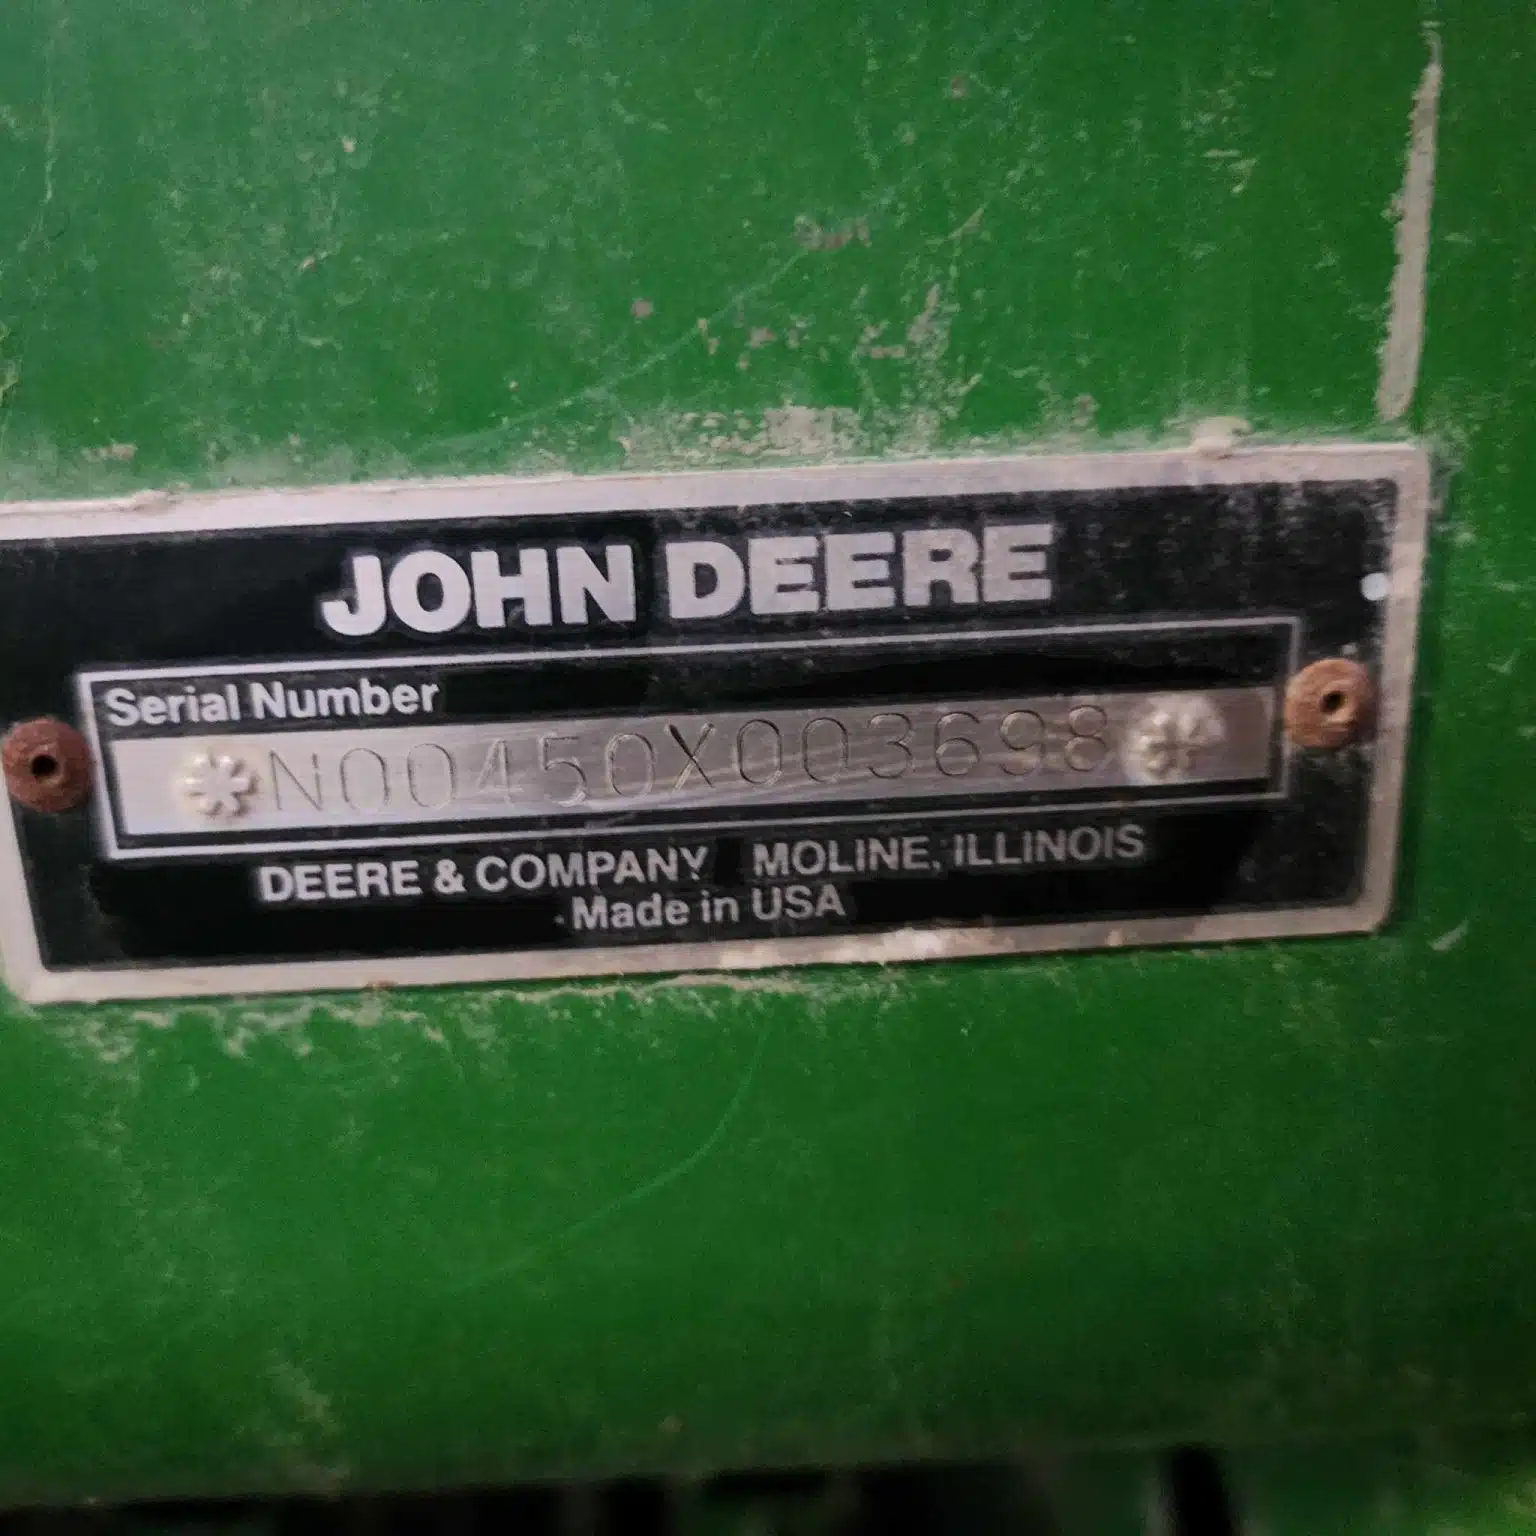 JOHN DEERE
Serial Number
*N00450X003698*
DEERE & COMPANY MOLINE, ILLINOIS
Made in USA